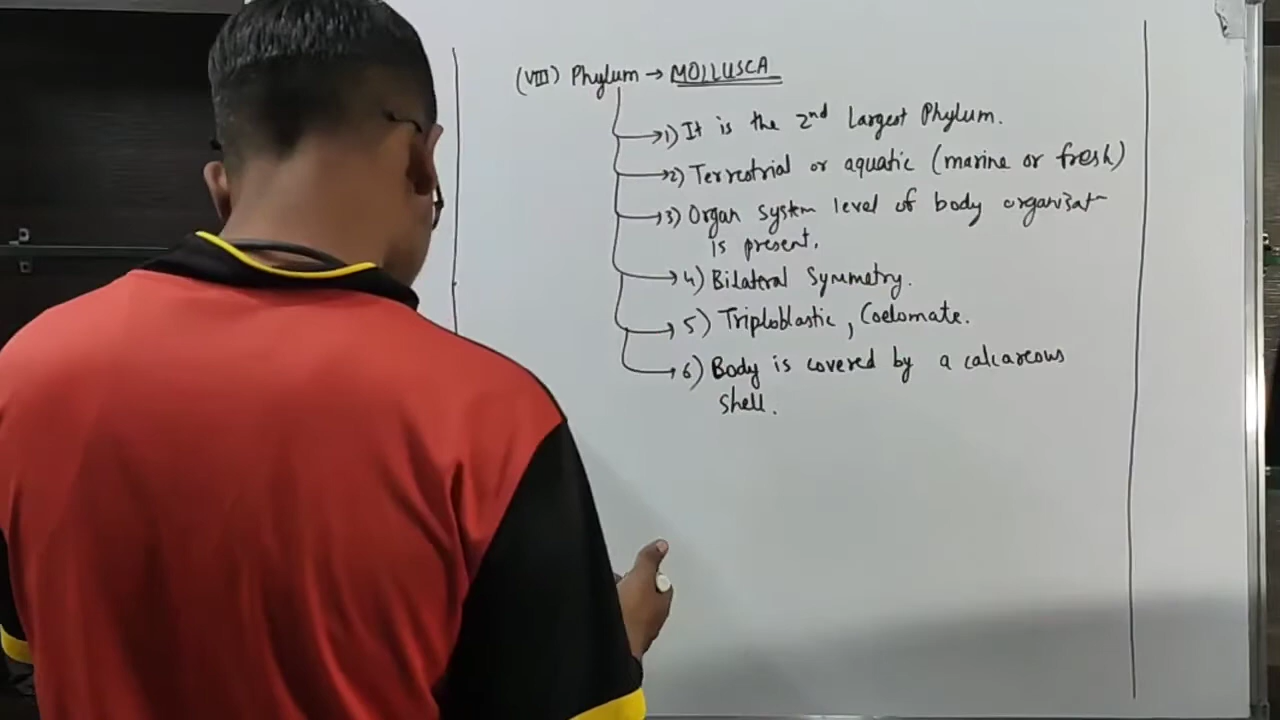 (VIII) Phylum → MOLLUSCA
→ 1) It is the 2nd Largest Phylum.
→ 2) Terrestrial or aquatic (marine or fresh)
→ 3) Organ system level of body organisat-
is present.
→ 4) Bilateral Symmetry.
→ 5) Triploblastic, Coelomate.
→ 6) Body is covered by a calcareous
shell.